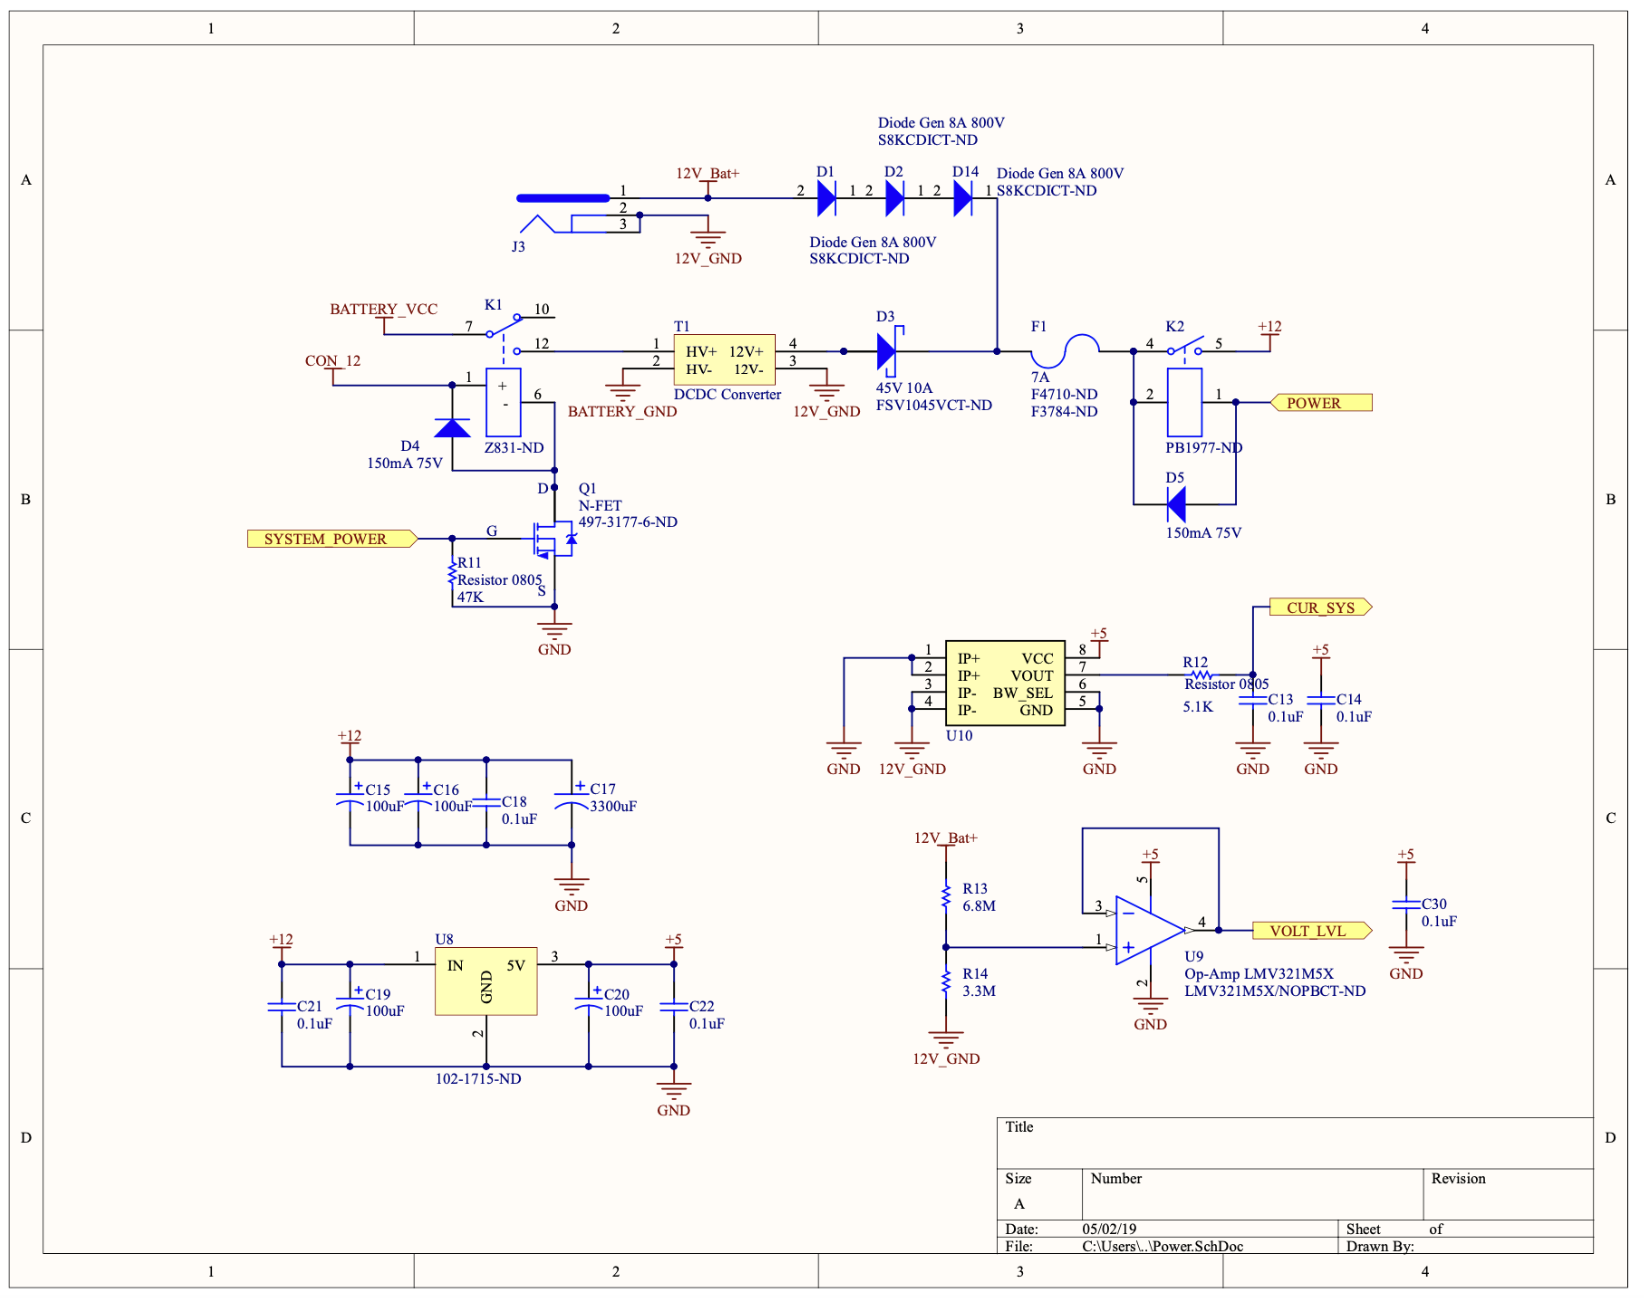 1 2 3 4
A
A
B
B
C
C
D
D
Diode Gen 8A 800V
S8KCDICT-ND
12V_Bat+
D1
D2
D14
Diode Gen 8A 800V
S8KCDICT-ND
1
2
1 2
1 2
1
2
3
J3
12V_GND
Diode Gen 8A 800V
S8KCDICT-ND
BATTERY_VCC
K1
10
7
12
CON_12
1
+
-
6
Z831-ND
D4
150mA 75V
T1
1 HV+ 12V+ 4
2 HV- 12V- 3
DCDC Converter
BATTERY_GND
12V_GND
D3
45V 10A
FSV1045VCT-ND
F1
7A
F4710-ND
F3784-ND
K2
+12
4
5
2
1
POWER
PB1977-ND
D5
150mA 75V
D
Q1
N-FET
497-3177-6-ND
G
SYSTEM_POWER
R11
Resistor 0805
47K
S
GND
CUR_SYS
+5
1 IP+ VCC 8
2 IP+ VOUT 7
3 IP- BW_SEL 6
4 IP- GND 5
U10
R12
Resistor 0805
5.1K
+5
C13
0.1uF
C14
0.1uF
GND
12V_GND
GND
GND
GND
+12
+ C15
100uF
+ C16
100uF
C18
0.1uF
+ C17
3300uF
GND
12V_Bat+
R13
6.8M
R14
3.3M
12V_GND
+5
5
3
−
1
+
4
2
VOLT_LVL
U9
Op-Amp LMV321M5X
LMV321M5X/NOPBCT-ND
GND
+5
C30
0.1uF
GND
+12
U8
+5
1 IN 5V 3
GND
2
C21
0.1uF
+ C19
100uF
+ C20
100uF
C22
0.1uF
102-1715-ND
GND
Title
Size
Number
Revision
A
Date: 05/02/19 Sheet of
File: C:\Users\..\Power.SchDoc Drawn By:
1 2 3 4